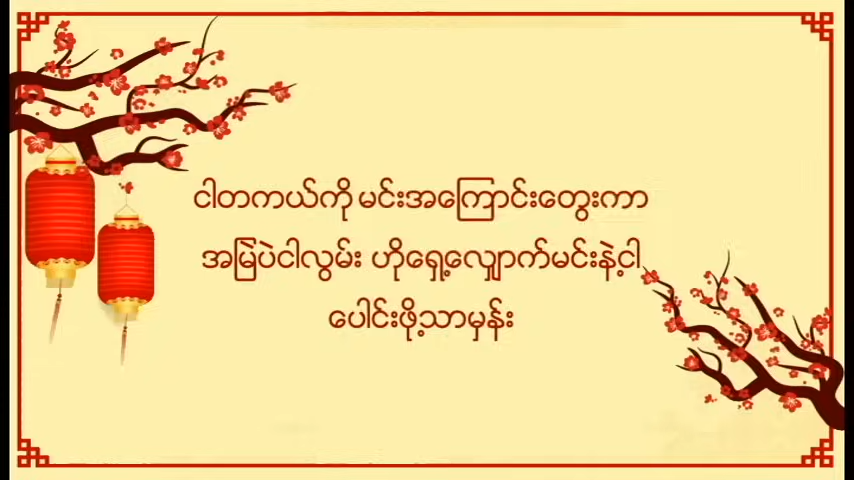 ငါတကယ်ကို မင်းအကြောင်းတွေးကာ
အမြဲပဲငါလွမ်း ဟိုရှေ့လျှောက်မင်းနဲ့ငါ
ပေါင်းဖို့သာမှန်း